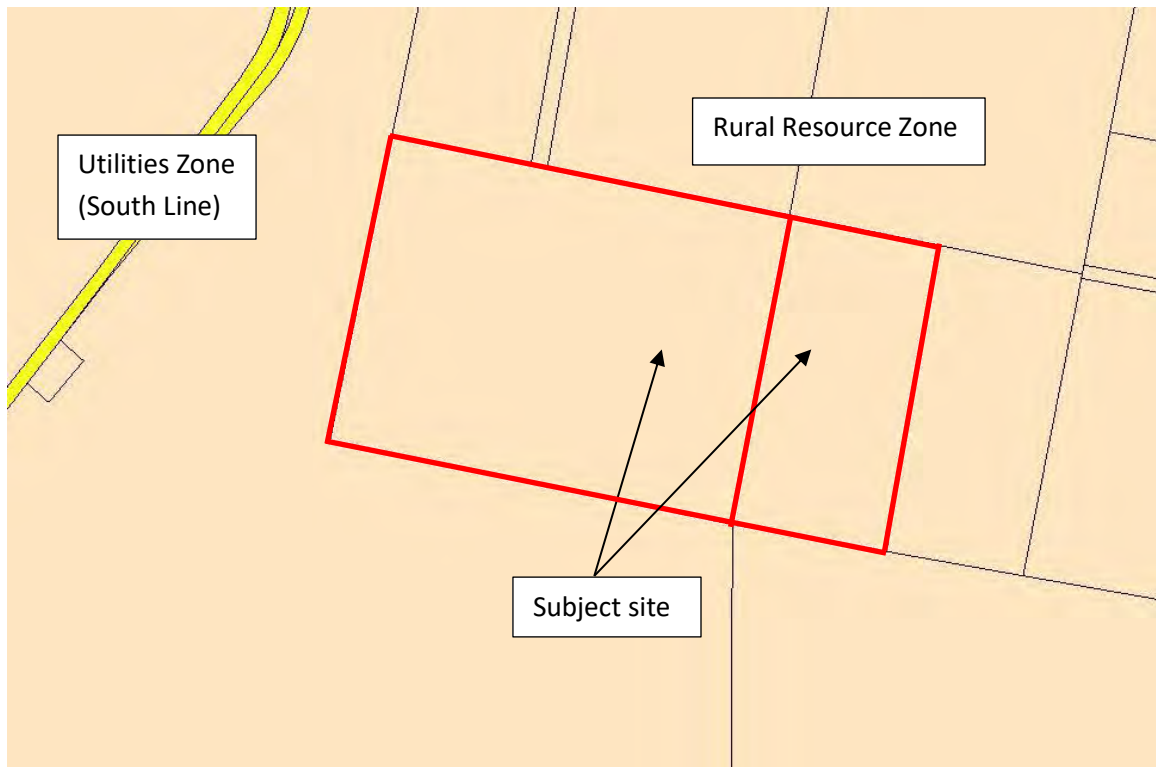 Rural Resource Zone
Utilities Zone
(South Line)
Subject site